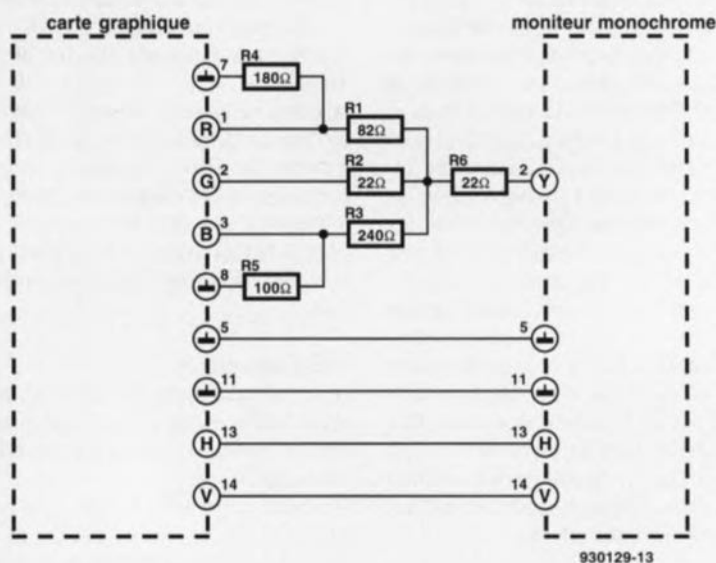 carte graphique
moniteur monochrome
7
R4
180Ω
R
1
R1
82Ω
G
2
R2
22Ω
R6
22Ω
2
Y
B
3
R3
240Ω
8
R5
100Ω
5
5
11
11
H
13
13
H
V
14
14
V
930129-13